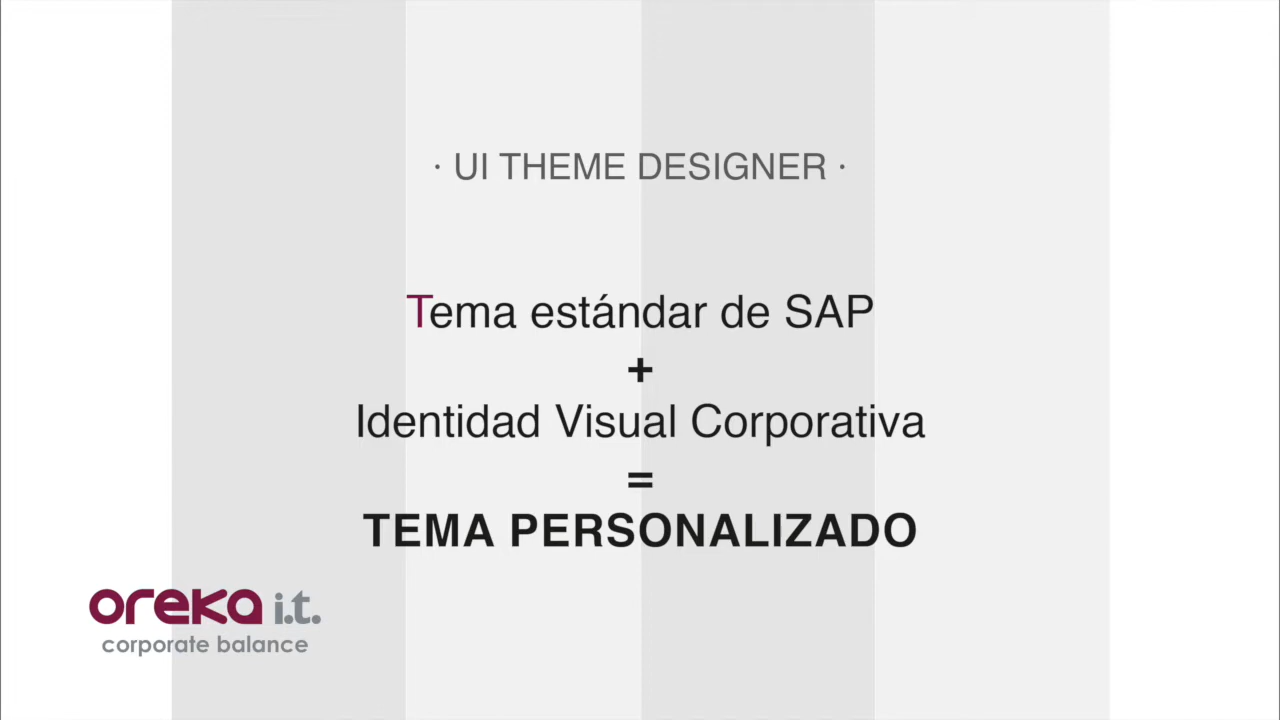 · UI THEME DESIGNER ·
Tema estándar de SAP
+
Identidad Visual Corporativa
=
TEMA PERSONALIZADO
oreka i.t.
corporate balance